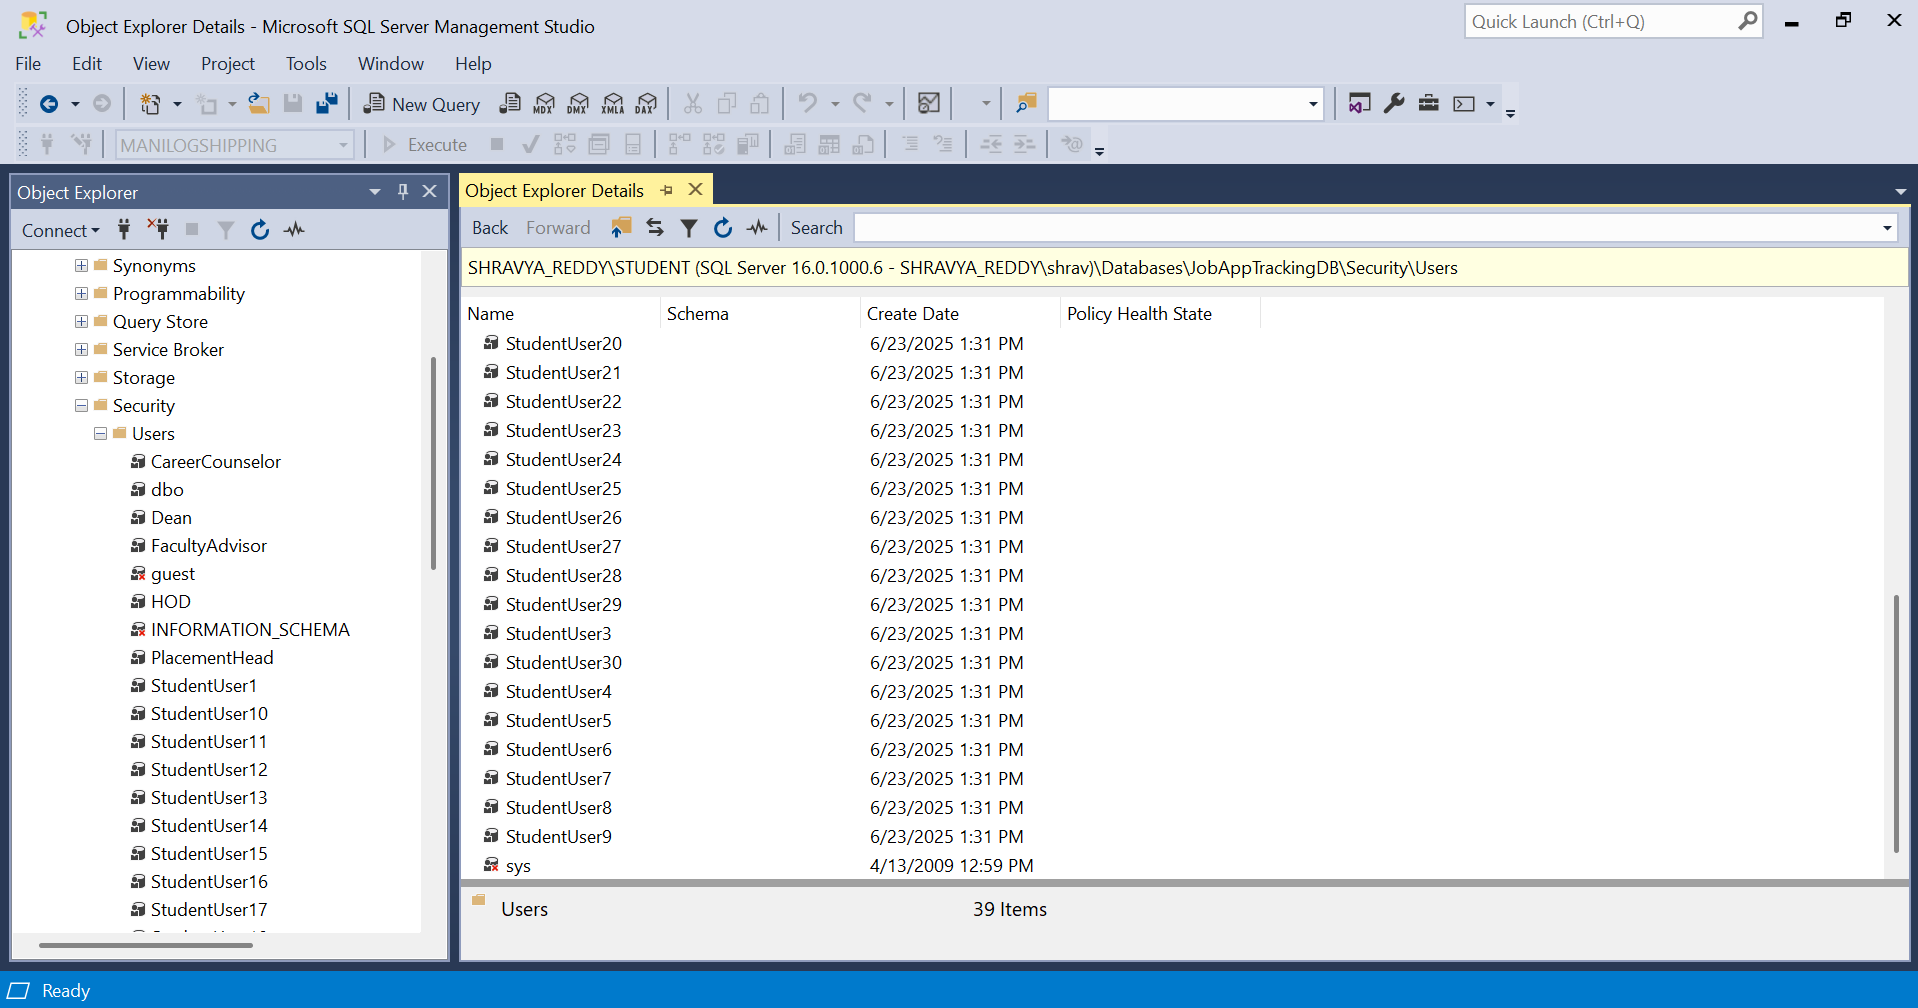 Object Explorer Details - Microsoft SQL Server Management Studio
Quick Launch (Ctrl+Q)
File Edit View Project Tools Window Help
New Query MDX DMX XMLA DAX
MANILOGSHIPPING Execute
Object Explorer
Connect
Synonyms
Programmability
Query Store
Service Broker
Storage
Security
Users
CareerCounselor
dbo
Dean
FacultyAdvisor
guest
HOD
INFORMATION_SCHEMA
PlacementHead
StudentUser1
StudentUser10
StudentUser11
StudentUser12
StudentUser13
StudentUser14
StudentUser15
StudentUser16
StudentUser17
Object Explorer Details
Back Forward Search
SHRAVYA_REDDY\STUDENT (SQL Server 16.0.1000.6 - SHRAVYA_REDDY\shrav)\Databases\JobAppTrackingDB\Security\Users
Name Schema Create Date Policy Health State
StudentUser20 6/23/2025 1:31 PM
StudentUser21 6/23/2025 1:31 PM
StudentUser22 6/23/2025 1:31 PM
StudentUser23 6/23/2025 1:31 PM
StudentUser24 6/23/2025 1:31 PM
StudentUser25 6/23/2025 1:31 PM
StudentUser26 6/23/2025 1:31 PM
StudentUser27 6/23/2025 1:31 PM
StudentUser28 6/23/2025 1:31 PM
StudentUser29 6/23/2025 1:31 PM
StudentUser3 6/23/2025 1:31 PM
StudentUser30 6/23/2025 1:31 PM
StudentUser4 6/23/2025 1:31 PM
StudentUser5 6/23/2025 1:31 PM
StudentUser6 6/23/2025 1:31 PM
StudentUser7 6/23/2025 1:31 PM
StudentUser8 6/23/2025 1:31 PM
StudentUser9 6/23/2025 1:31 PM
sys 4/13/2009 12:59 PM
Users 39 Items
Ready